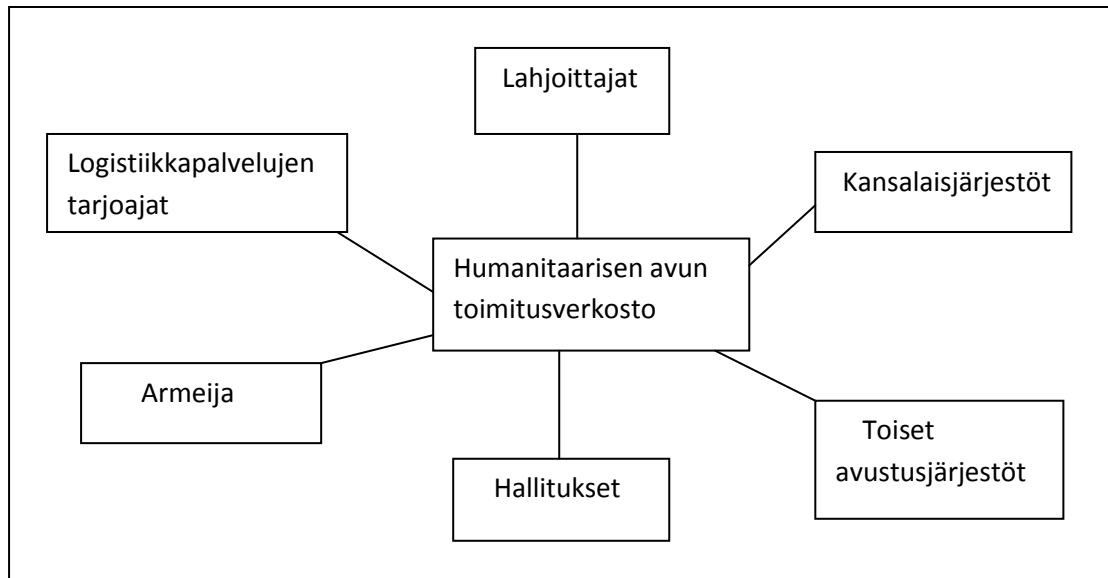 Lahjoittajat
Logistiikkapalvelujen
tarjoajat
Kansalaisjärjestöt
Humanitaarisen avun
toimitusverkosto
Armeija
Toiset
avustusjärjestöt
Hallitukset